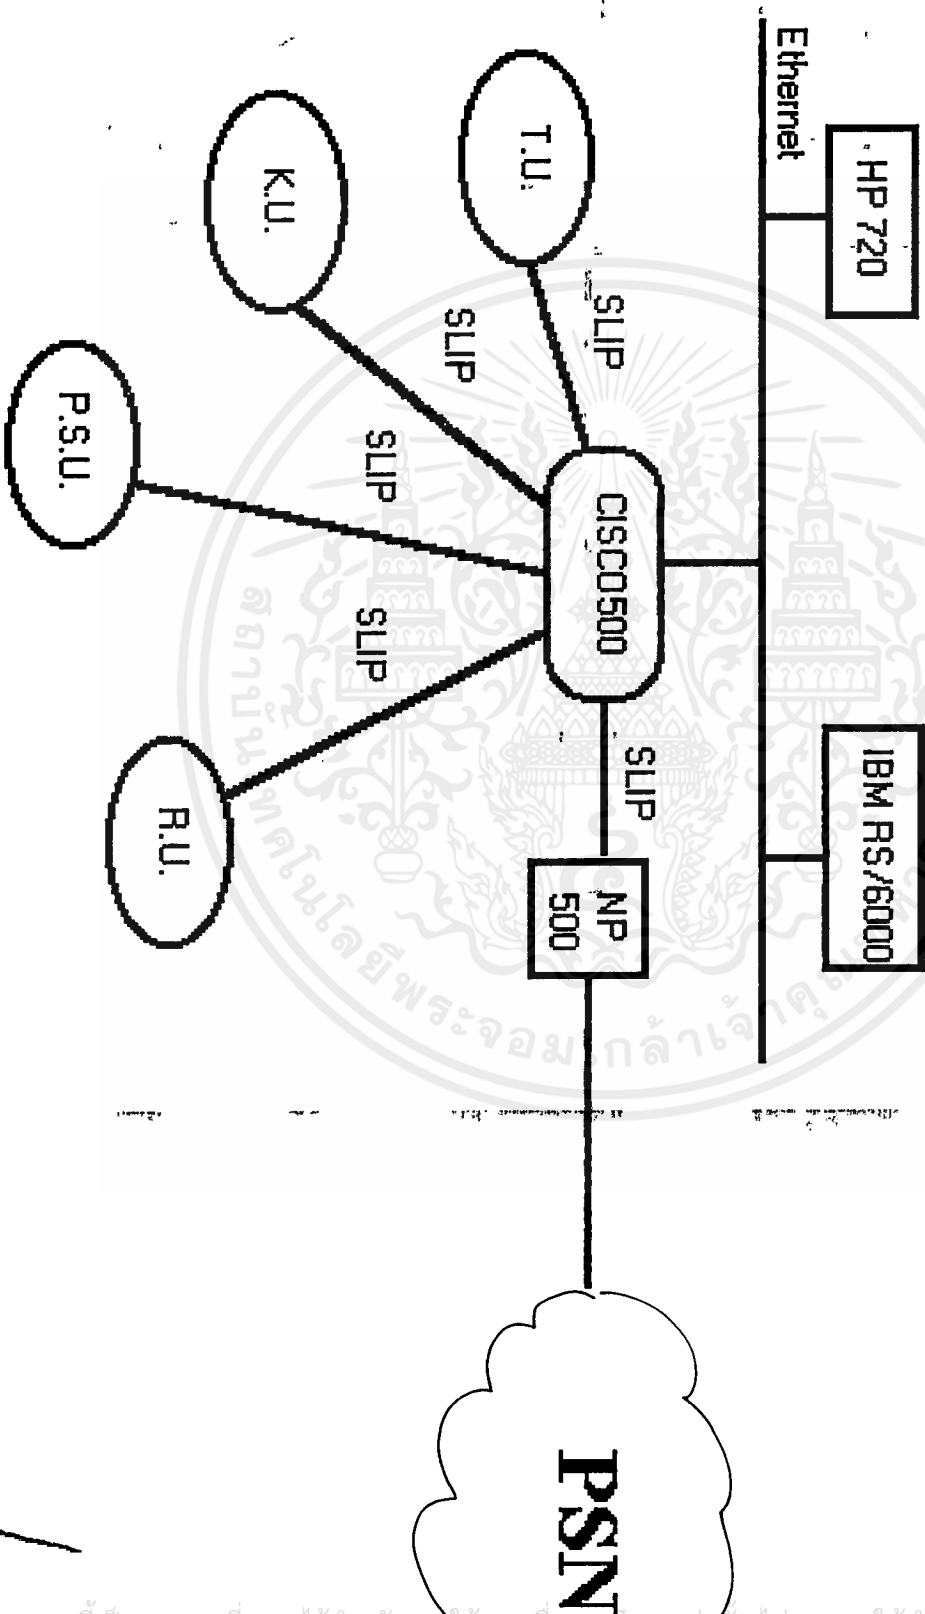 Ethernet
HP 720
IBM RS/6000
T.U.
SLIP
CISCO500
SLIP
NP
500
PSN
K.U.
SLIP
P.S.U.
SLIP
R.U.
SLIP